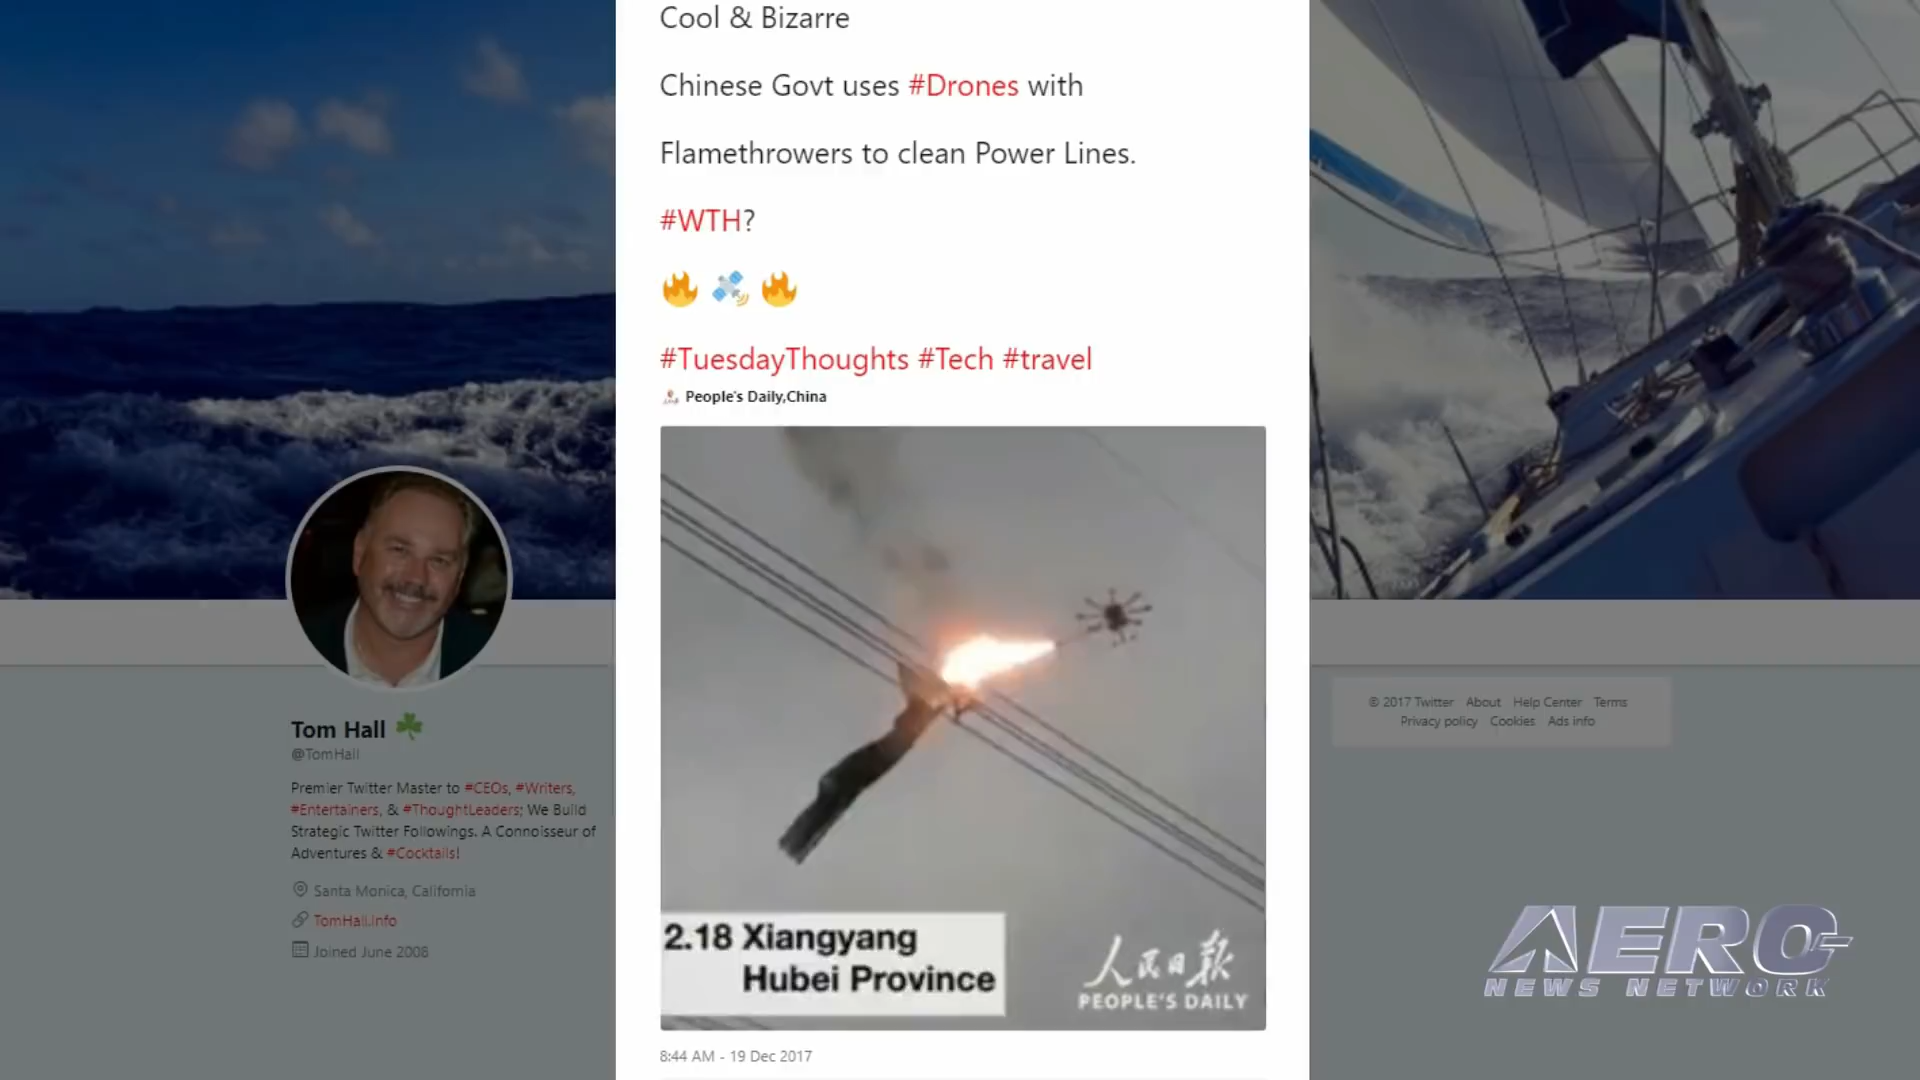 Cool & Bizarre
Chinese Govt uses #Drones with
Flamethrowers to clean Power Lines.
#WTH?
#TuesdayThoughts #Tech #travel
People's Daily,China
2.18 Xiangyang
Hubei Province
人民日报
PEOPLE'S DAILY
8:44 AM - 19 Dec 2017
Tom Hall
@TomHall
Premier Twitter Master to #CEOs, #Writers,
#Entertainers, & #ThoughtLeaders; We Build
Strategic Twitter Followings. A Connoisseur of
Adventures & #Cocktails!
Santa Monica, California
TomHall.Info
Joined June 2008
© 2017 Twitter About Help Center Terms
Privacy policy Cookies Ads info
AERO
NEWS NETWORK